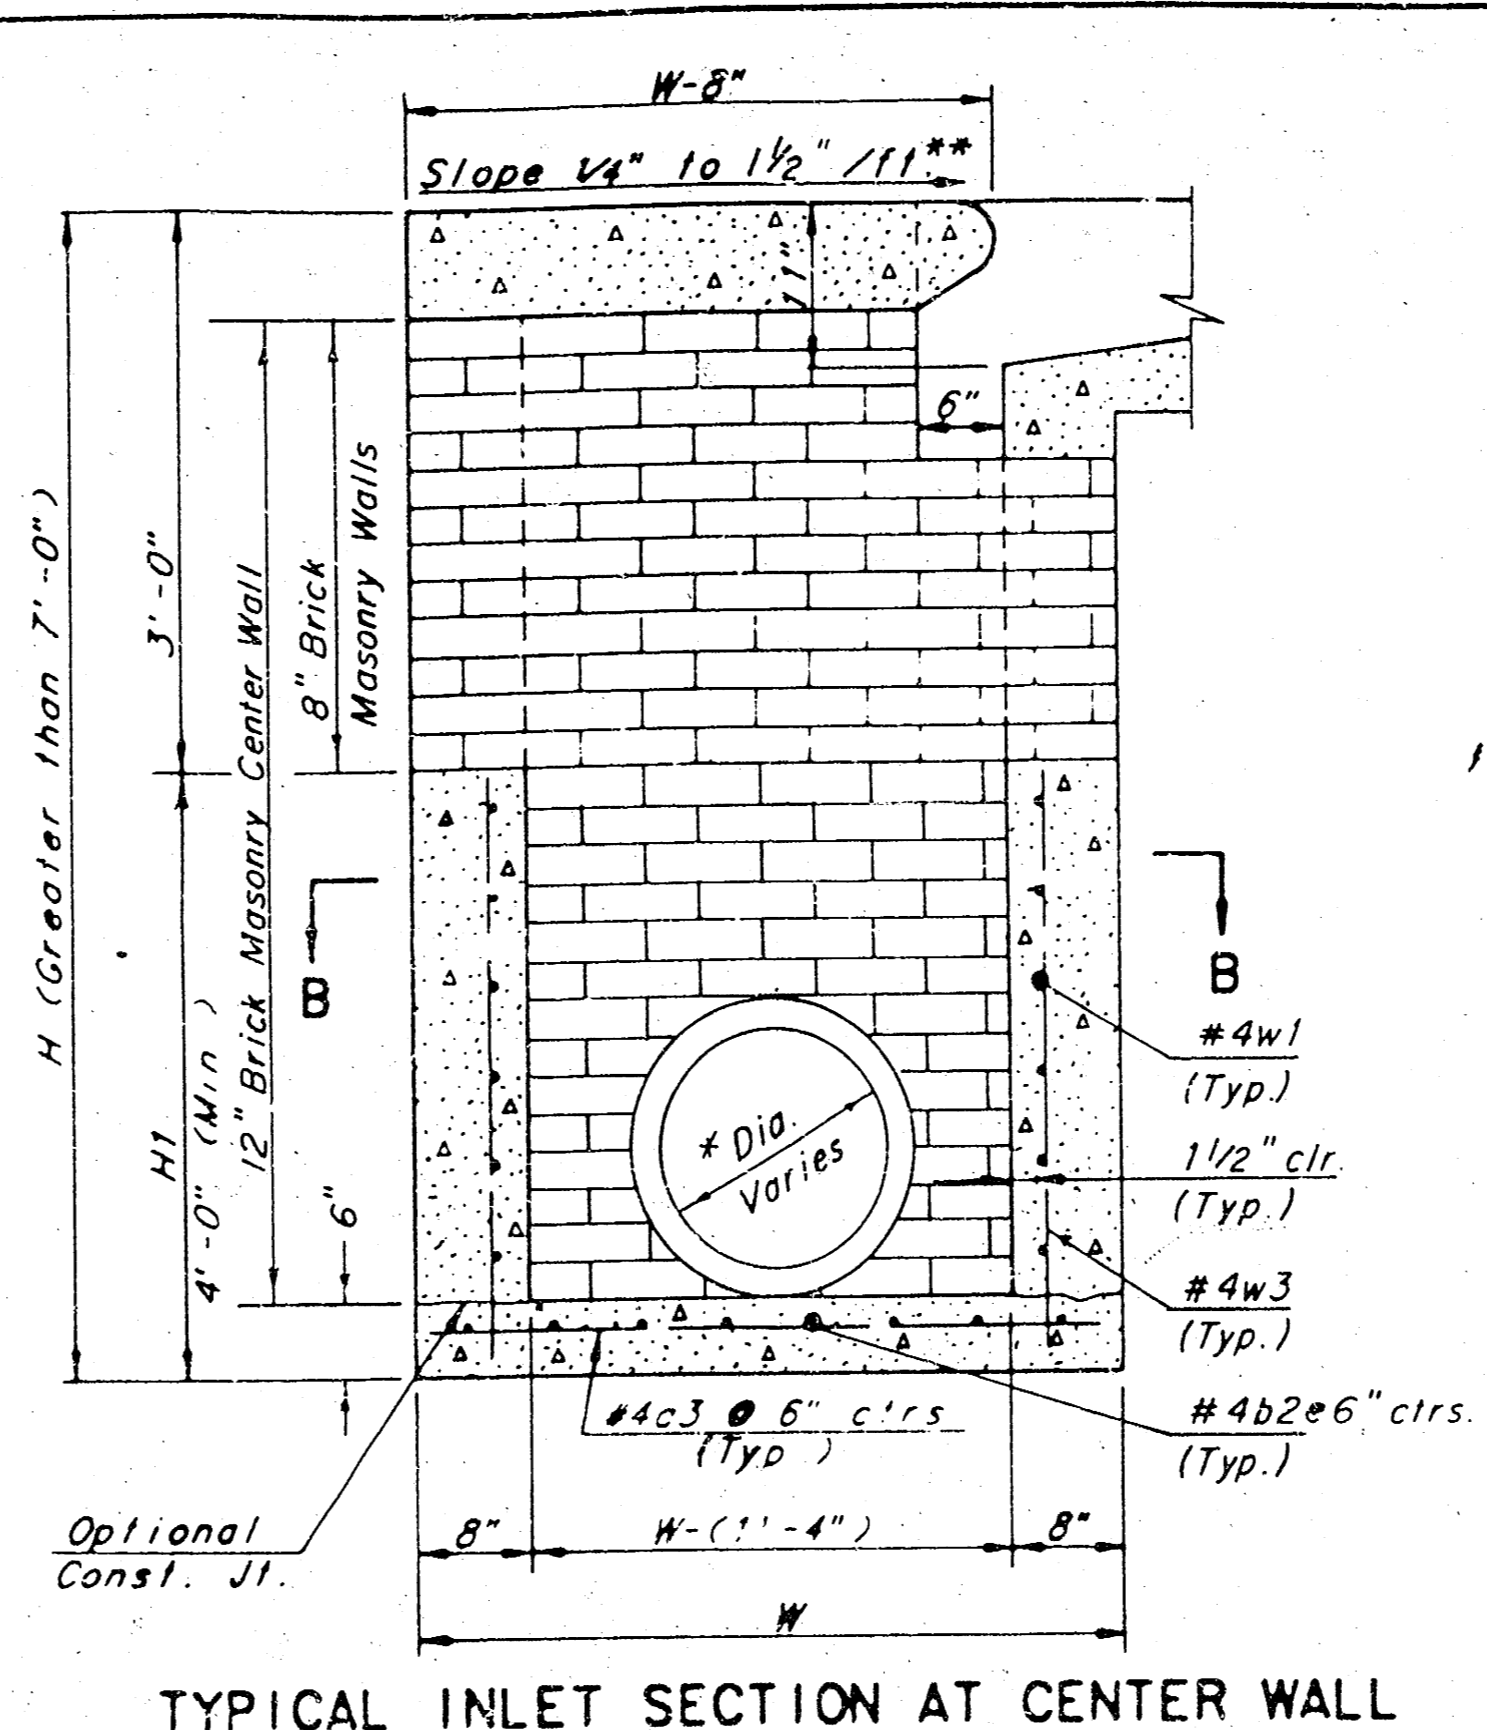 W-8"
Slope 1/4" to 1 1/2" /ft.**
11"
6"
H (Greater than 7'-0")
3'-0"
12" Brick Masonry Center Wall
8" Brick
Masonry Walls
B
B
H1
4'-0" (Min)
6"
* Dia.
Varies
#4w1
(Typ.)
1 1/2" clr.
(Typ.)
#4w3
(Typ.)
#4c3 @ 6" ctrs
(Typ.)
#4b2@6" ctrs.
(Typ.)
Optional
Const. Jt.
8"
W-(1'-4")
8"
W
TYPICAL INLET SECTION AT CENTER WALL